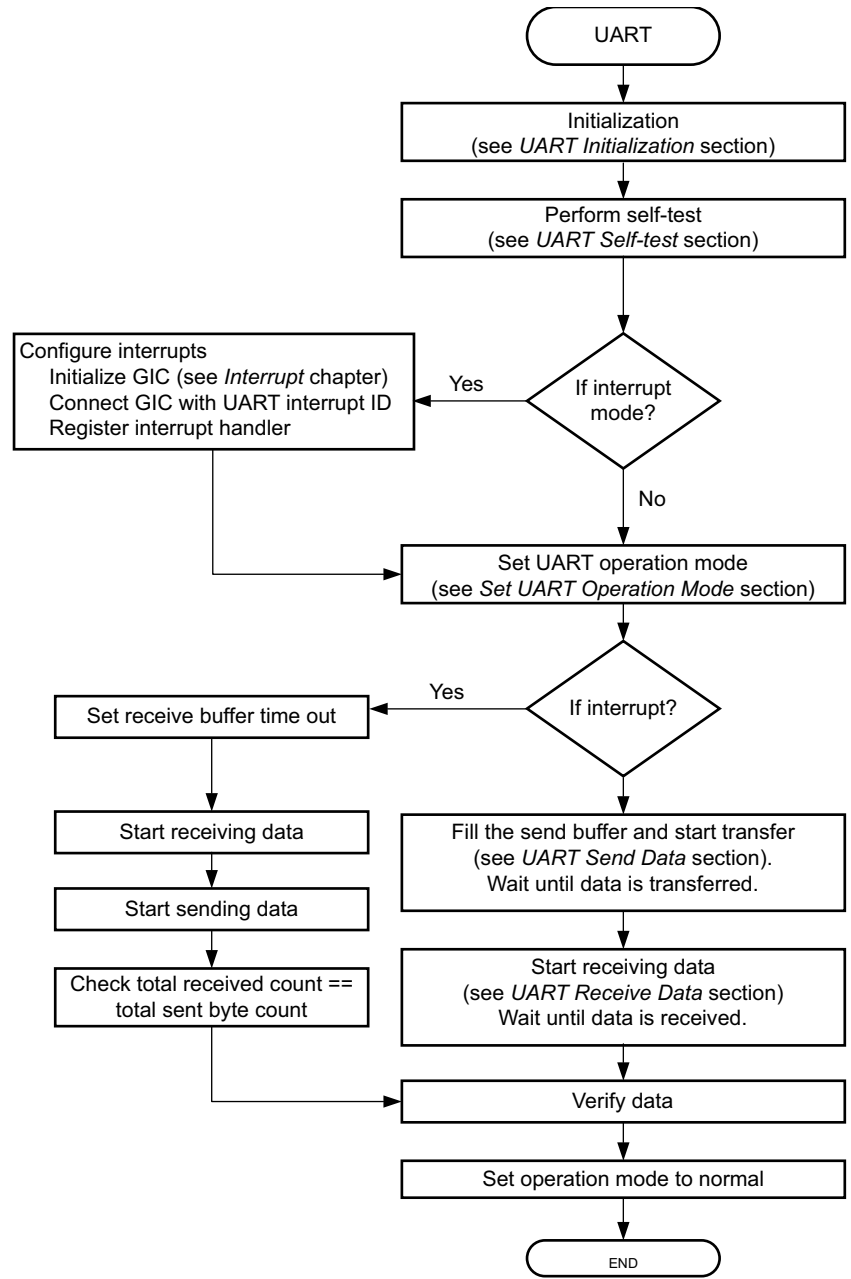 UART
Initialization
(see UART Initialization section)
Perform self-test
(see UART Self-test section)
If interrupt
mode?
Yes
Configure interrupts
Initialize GIC (see Interrupt chapter)
Connect GIC with UART interrupt ID
Register interrupt handler
No
Set UART operation mode
(see Set UART Operation Mode section)
If interrupt?
Yes
Set receive buffer time out
Start receiving data
Start sending data
Check total received count ==
total sent byte count
Fill the send buffer and start transfer
(see UART Send Data section).
Wait until data is transferred.
Start receiving data
(see UART Receive Data section)
Wait until data is received.
Verify data
Set operation mode to normal
END